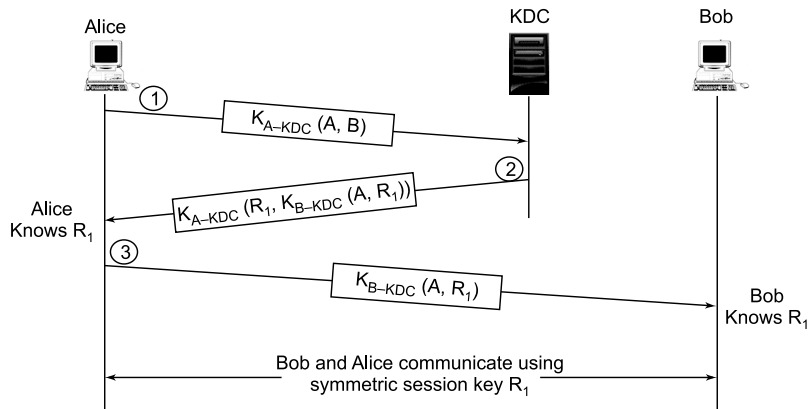 Alice
KDC
Bob
1
K_A–KDC (A, B)
2
K_A–KDC (R_1, K_B–KDC (A, R_1))
Alice
Knows R_1
3
K_B–KDC (A, R_1)
Bob
Knows R_1
Bob and Alice communicate using
symmetric session key R_1